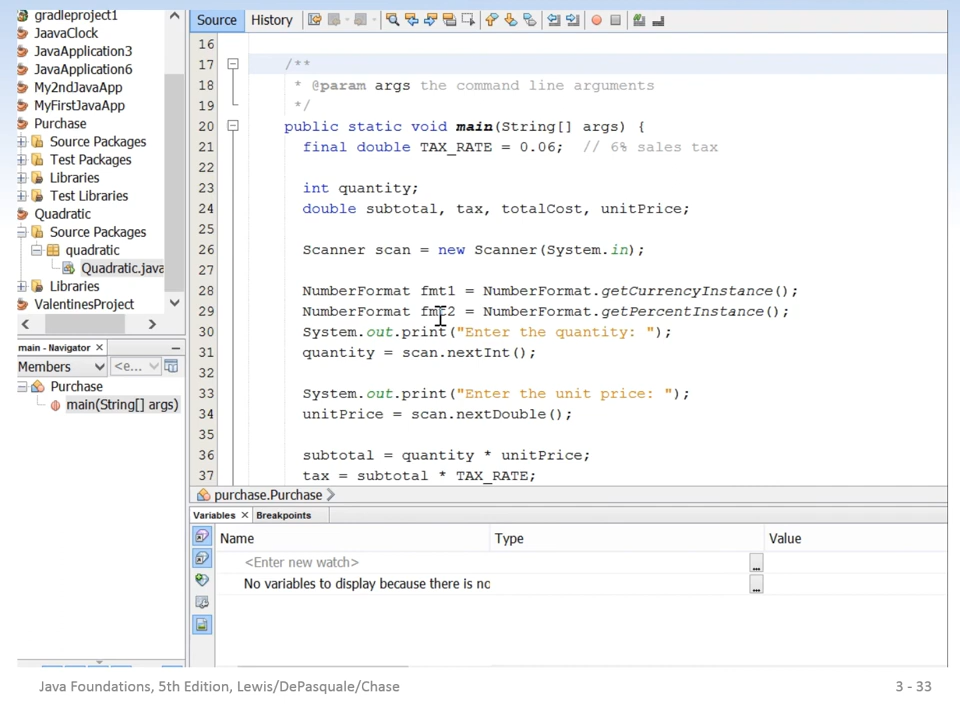 gradleproject1
JaavaClock
JavaApplication3
JavaApplication6
My2ndJavaApp
MyFirstJavaApp
Purchase
Source Packages
Test Packages
Libraries
Test Libraries
Quadratic
Source Packages
quadratic
Quadratic.java
Libraries
ValentinesProject
main - Navigator
Members
<e...
Purchase
main(String[] args)
Source History
16
17 /**
18 * @param args the command line arguments
19 */
20 public static void main(String[] args) {
21 final double TAX_RATE = 0.06; // 6% sales tax
22
23 int quantity;
24 double subtotal, tax, totalCost, unitPrice;
25
26 Scanner scan = new Scanner(System.in);
27
28 NumberFormat fmt1 = NumberFormat.getCurrencyInstance();
29 NumberFormat fmt2 = NumberFormat.getPercentInstance();
30 System.out.print("Enter the quantity: ");
31 quantity = scan.nextInt();
32
33 System.out.print("Enter the unit price: ");
34 unitPrice = scan.nextDouble();
35
36 subtotal = quantity * unitPrice;
37 tax = subtotal * TAX_RATE;
purchase.Purchase
Variables Breakpoints
Name Type Value
<Enter new watch> ...
No variables to display because there is no ...
Java Foundations, 5th Edition, Lewis/DePasquale/Chase 3 - 33